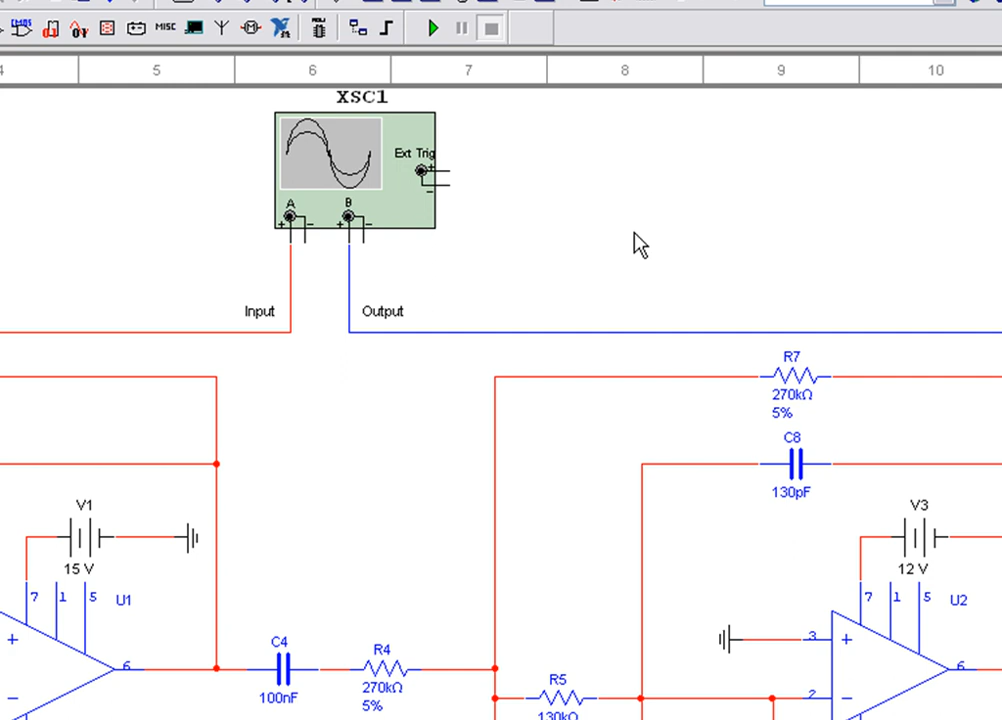 MISC
4 5 6 7 8 9 10
XSC1
Ext Trig
+
_
A B
+ _ + _
Input Output
R7
270kΩ
5%
C8
130pF
V1 V3
15 V 12 V
7 1 5 U1 7 1 5 U2
+ 3 +
6 C4 R4 6
100nF 270kΩ
5%
R5
130kΩ
− 2 −